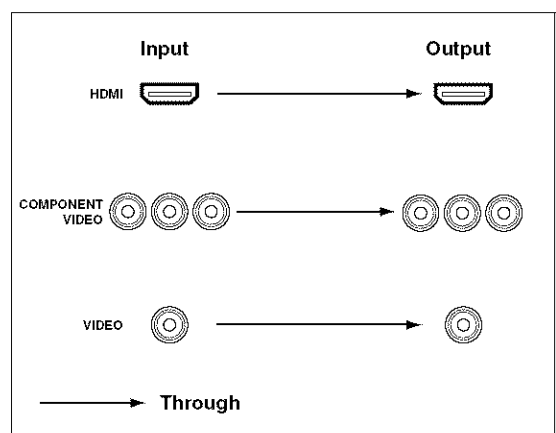 Input
Output
HDMI
COMPONENT
VIDEO
VIDEO
Through